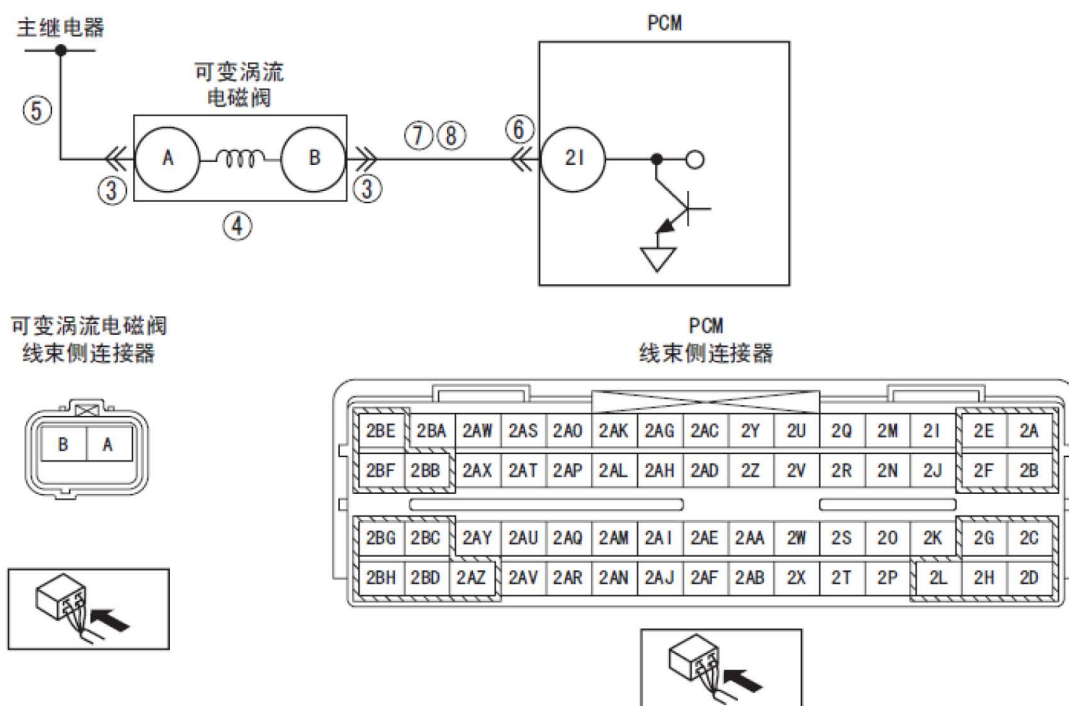 主继电器
PCM
可变涡流
电磁阀
⑤
⑦⑧
⑥
A
B
2I
③
③
④
可变涡流电磁阀
线束侧连接器
PCM
线束侧连接器
B A
2BE 2BA 2AW 2AS 2AO 2AK 2AG 2AC 2Y 2U 2Q 2M 2I 2E 2A
2BF 2BB 2AX 2AT 2AP 2AL 2AH 2AD 2Z 2V 2R 2N 2J 2F 2B
2BG 2BC 2AY 2AU 2AQ 2AM 2AI 2AE 2AA 2W 2S 2O 2K 2G 2C
2BH 2BD 2AZ 2AV 2AR 2AN 2AJ 2AF 2AB 2X 2T 2P 2L 2H 2D